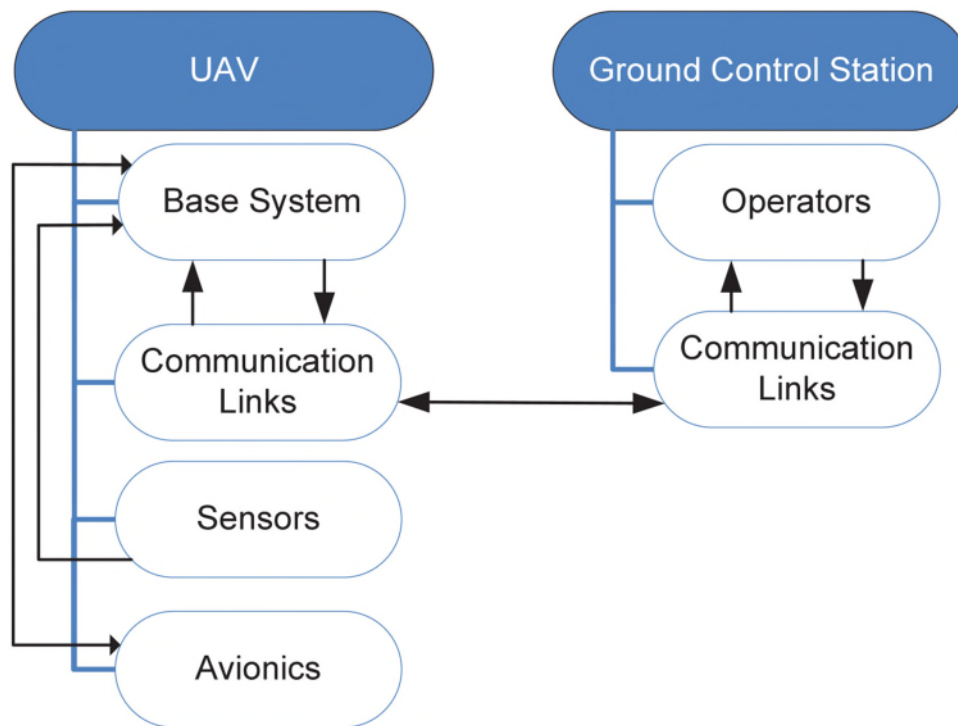 UAV
Base System
Communication
Links
Sensors
Avionics
Ground Control Station
Operators
Communication
Links